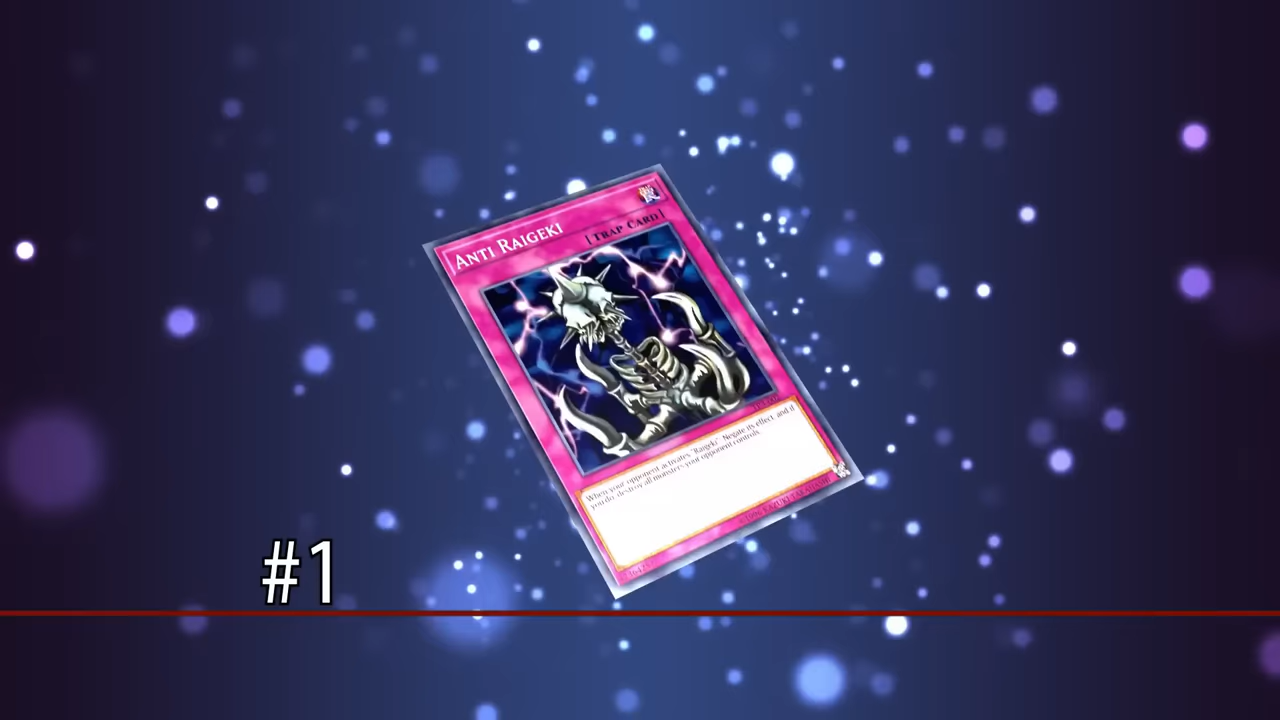 ANTI RAIGEKI
[TRAP CARD]
When your opponent activates "Raigeki": Negate its effect, and if
you do, destroy all monsters your opponent controls.
#1